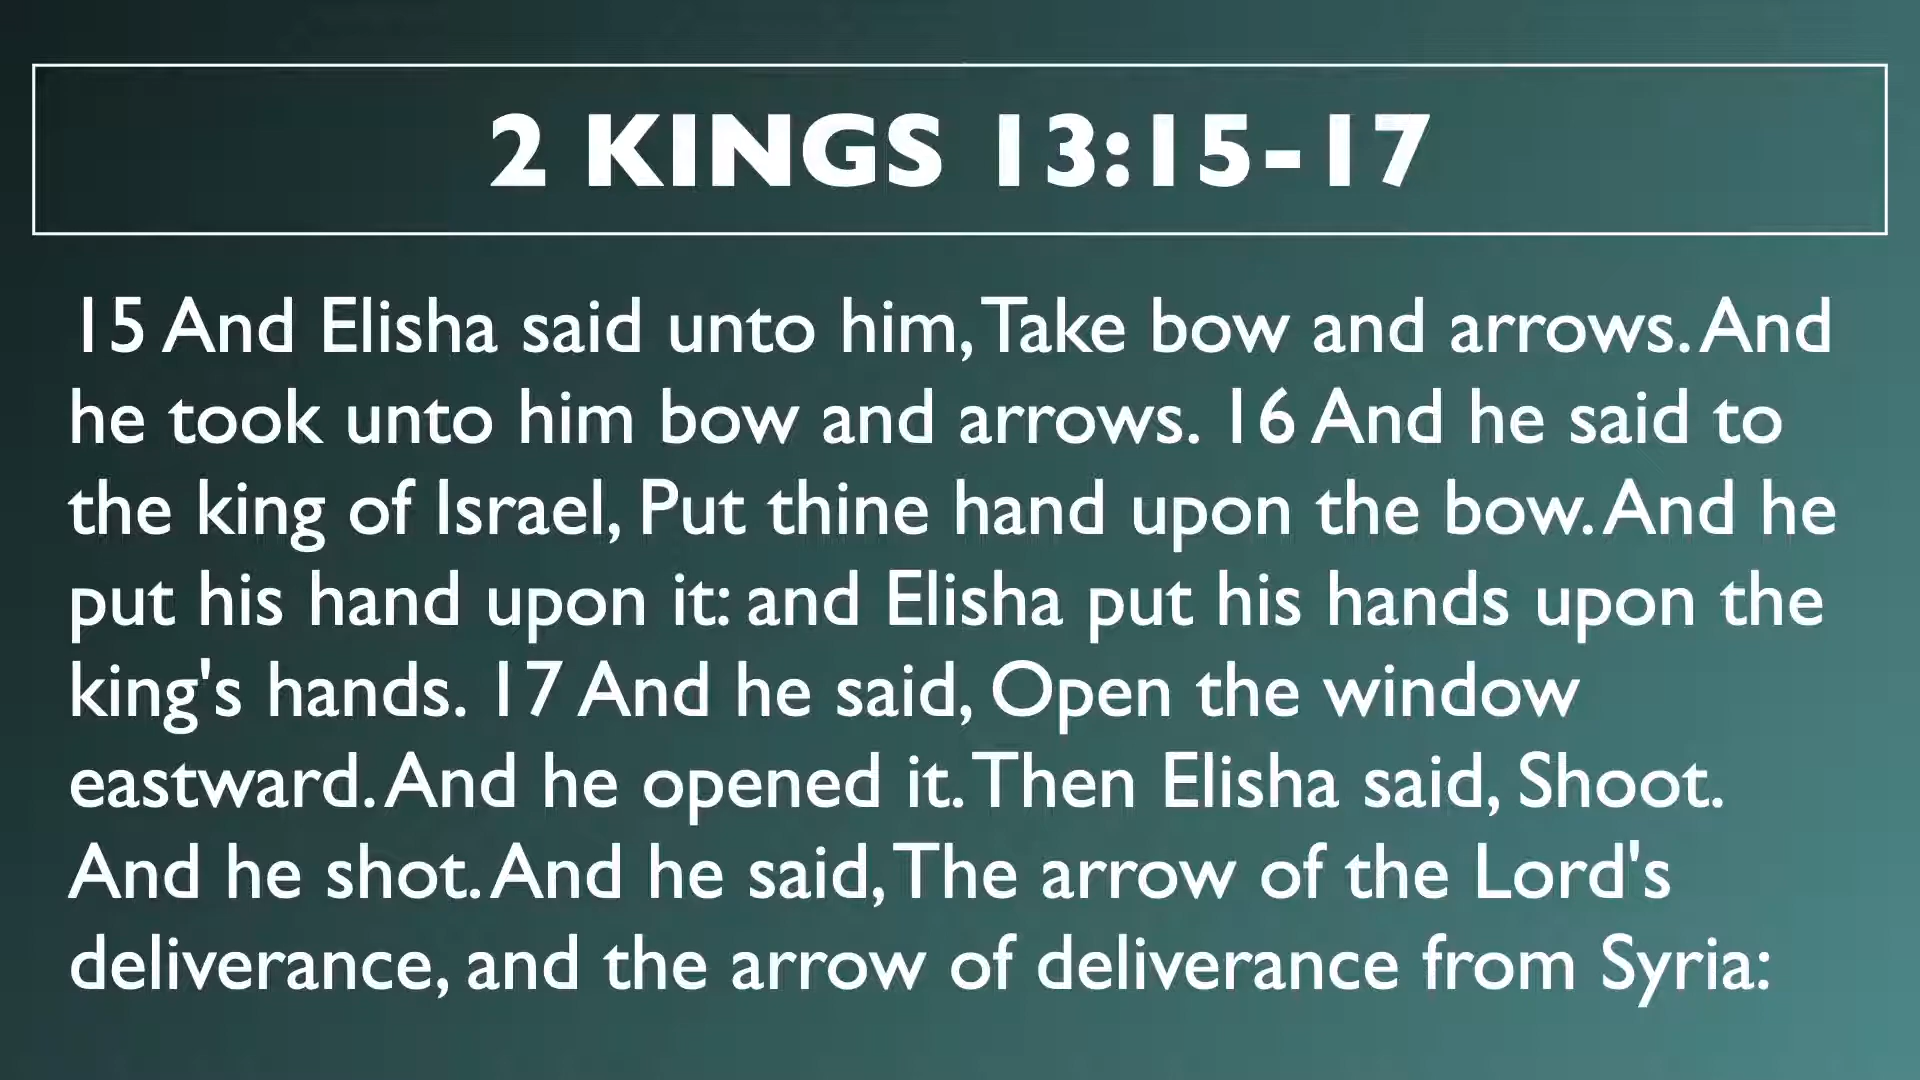 2 KINGS 13:15-17
15 And Elisha said unto him, Take bow and arrows. And
he took unto him bow and arrows. 16 And he said to
the king of Israel, Put thine hand upon the bow. And he
put his hand upon it: and Elisha put his hands upon the
king's hands. 17 And he said, Open the window
eastward. And he opened it. Then Elisha said, Shoot.
And he shot. And he said, The arrow of the Lord's
deliverance, and the arrow of deliverance from Syria: